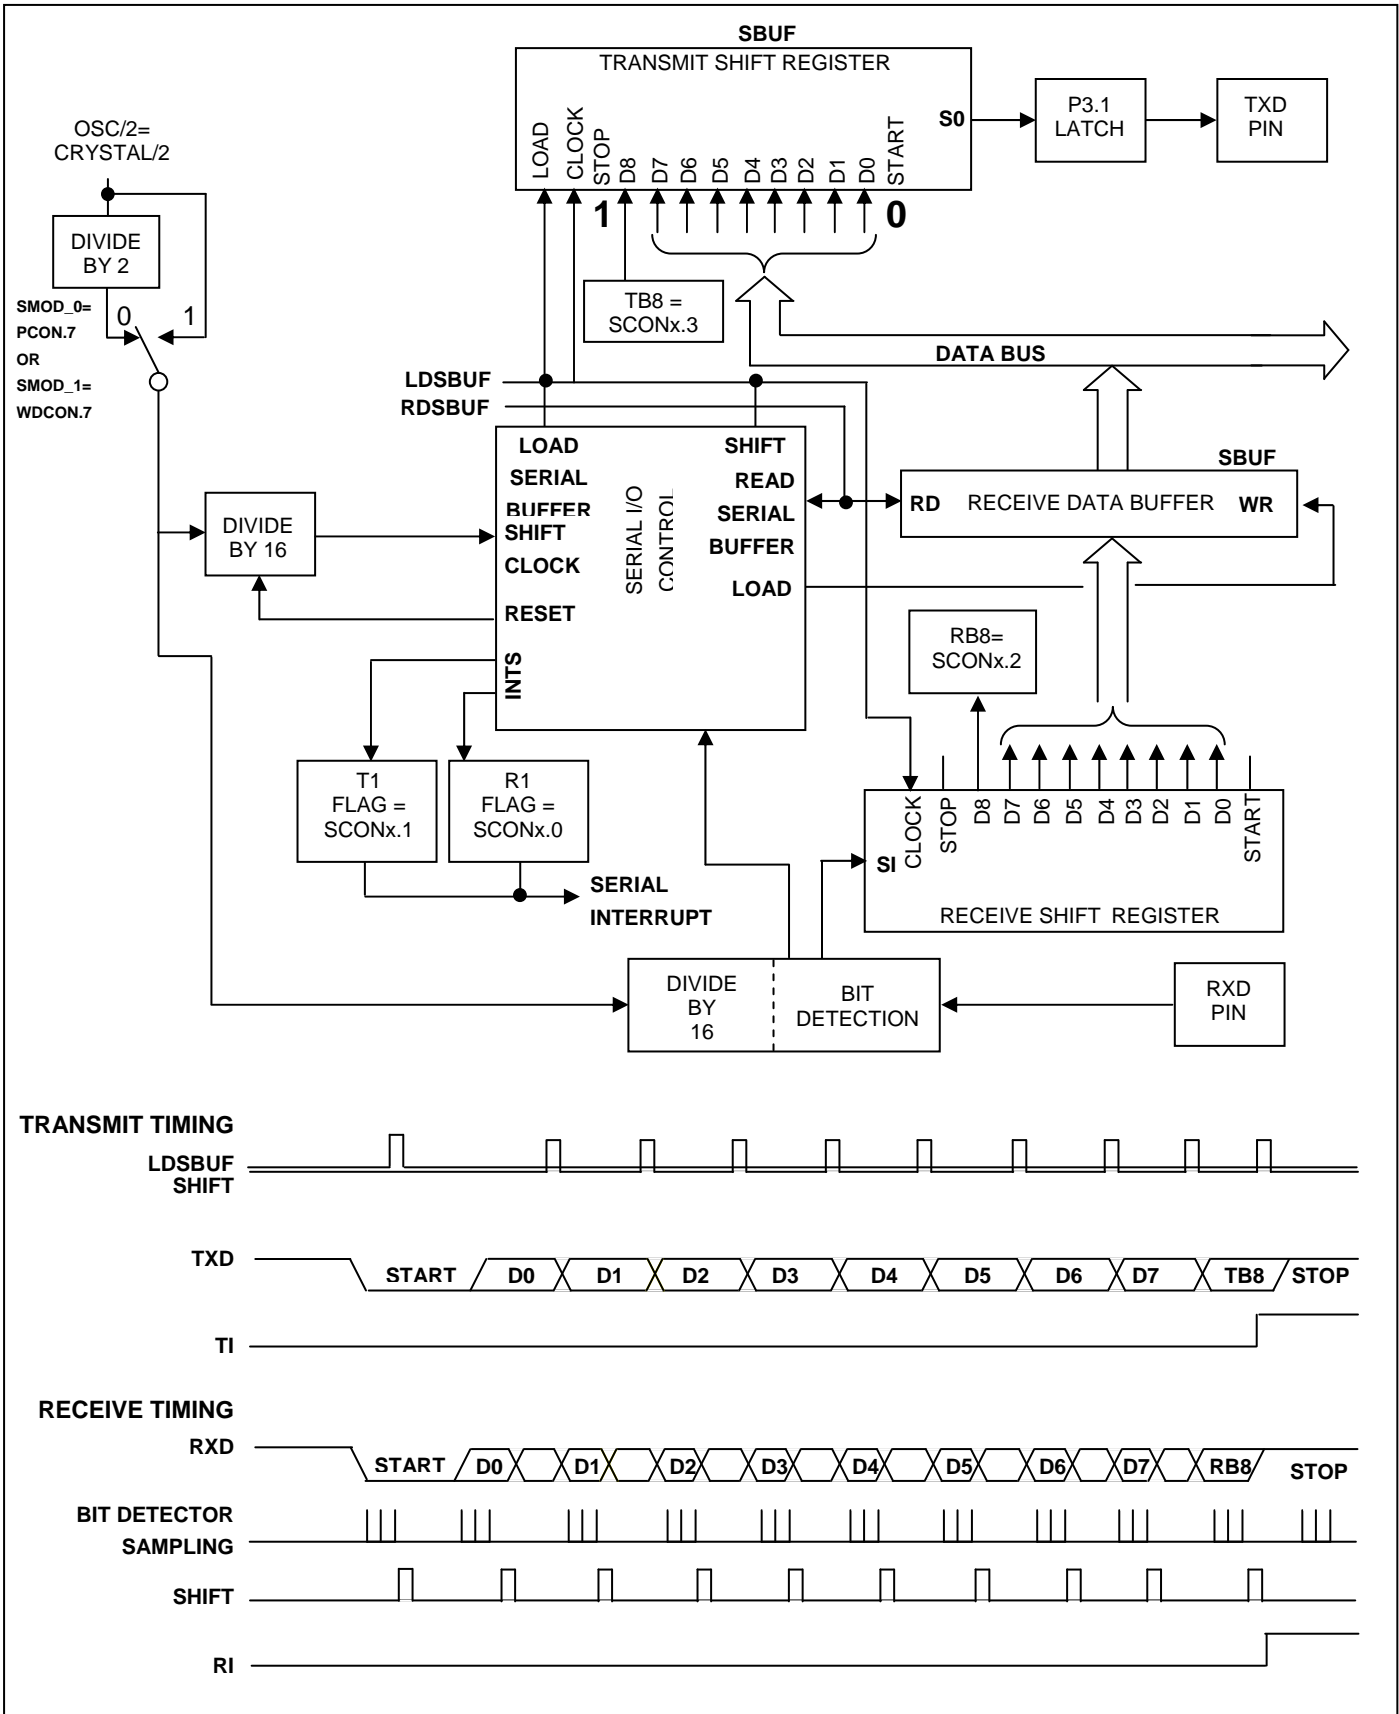 SBUF
TRANSMIT SHIFT REGISTER
LOAD
CLOCK
STOP
D8
D7
D6
D5
D4
D3
D2
D1
D0
START
S0
P3.1
LATCH
TXD
PIN
OSC/2=
CRYSTAL/2
DIVIDE
BY 2
1
0
SMOD_0=
PCON.7
OR
SMOD_1=
WDCON.7
0
1
TB8 =
SCONx.3
DATA BUS
LDSBUF
RDSBUF
LOAD
SERIAL
BUFFER
SHIFT
CLOCK
RESET
INTS
SERIAL I/O
CONTROL
SHIFT
READ
SERIAL
BUFFER
LOAD
DIVIDE
BY 16
SBUF
RD
RECEIVE DATA BUFFER
WR
RB8=
SCONx.2
T1
FLAG =
SCONx.1
R1
FLAG =
SCONx.0
SERIAL
INTERRUPT
SI
CLOCK
STOP
D8
D7
D6
D5
D4
D3
D2
D1
D0
START
RECEIVE SHIFT REGISTER
DIVIDE
BY
16
BIT
DETECTION
RXD
PIN
TRANSMIT TIMING
LDSBUF
SHIFT
TXD
START D0 D1 D2 D3 D4 D5 D6 D7 TB8 STOP
TI
RECEIVE TIMING
RXD
START D0 D1 D2 D3 D4 D5 D6 D7 RB8 STOP
BIT DETECTOR
SAMPLING
SHIFT
RI